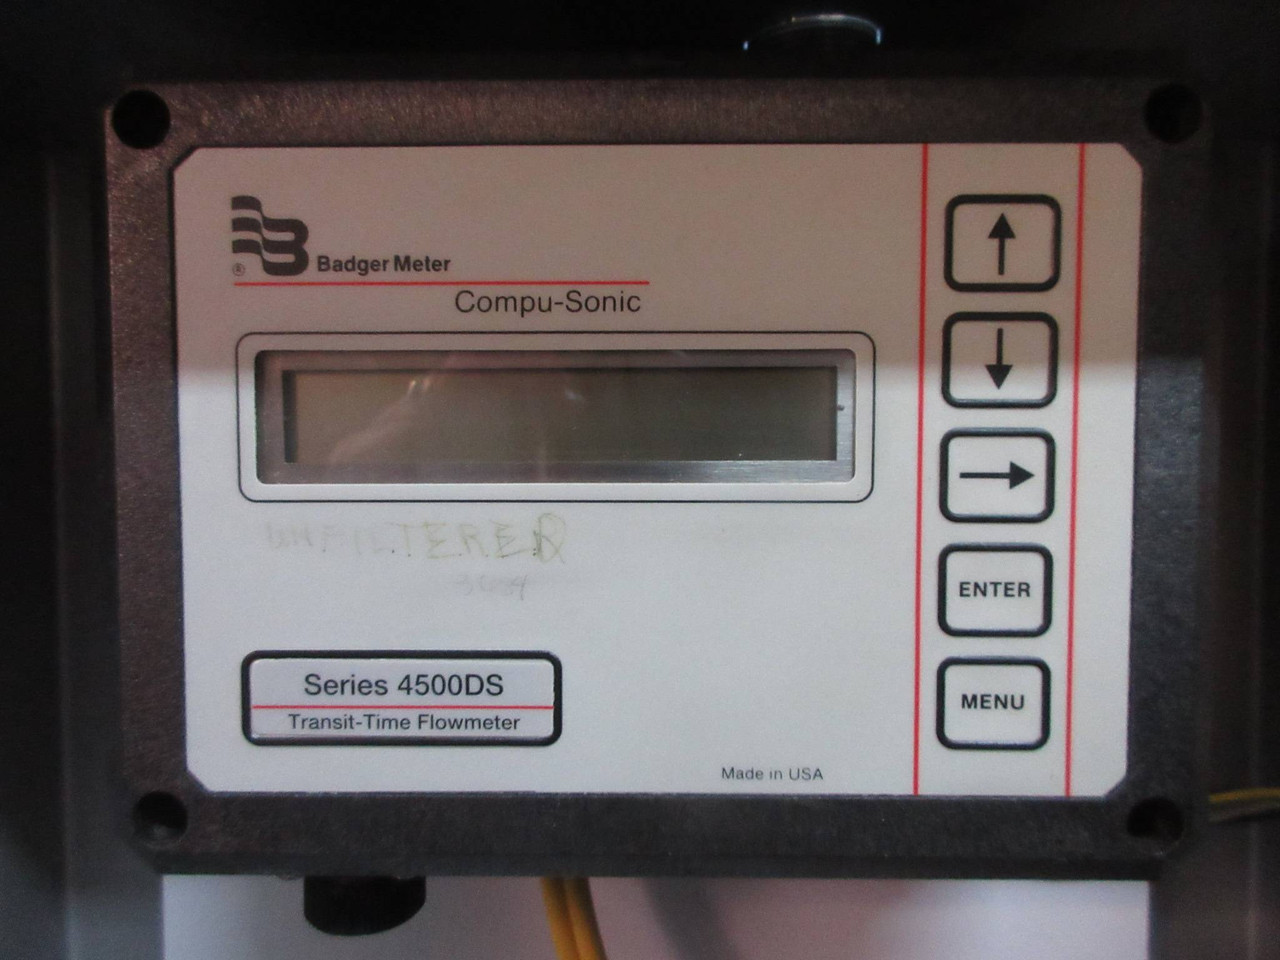 ®
Badger Meter
Compu-Sonic
UNFILTERED
Series 4500DS
Transit-Time Flowmeter
Made in USA
ENTER
MENU